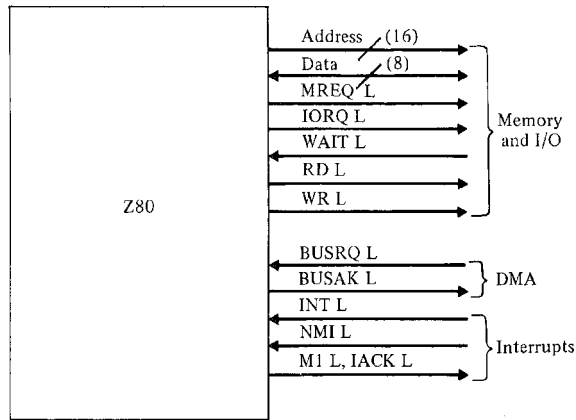 Address (16)
Data (8)
MREQ L
IORQ L
WAIT L
RD L
WR L
Memory
and I/O
Z80
BUSRQ L
BUSAK L
DMA
INT L
NMI L
M1 L, IACK L
Interrupts